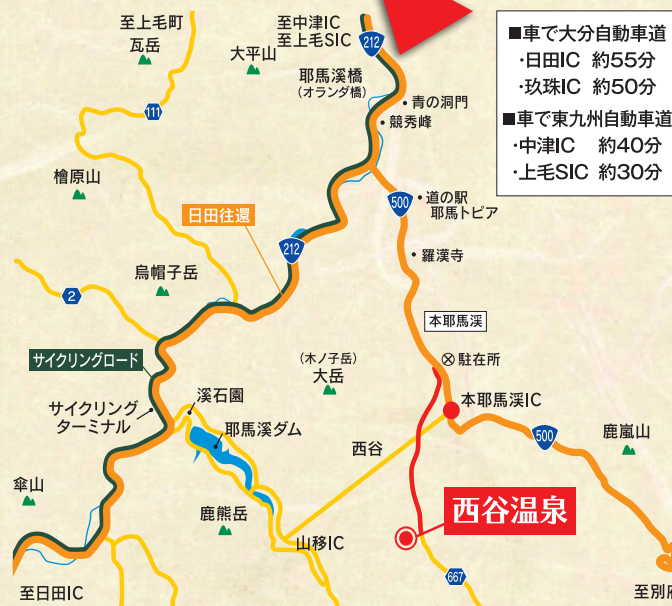 至上毛町
瓦岳
大平山
至中津IC
至上毛SIC
212
耶馬溪橋
(オランダ橋)
・青の洞門
・競秀峰
■車で大分自動車道
・日田IC 約55分
・玖珠IC 約50分
■車で東九州自動車道
・中津IC 約40分
・上毛SIC 約30分
111
檜原山
日田往還
500
・道の駅
耶馬トピア
212
・羅漢寺
烏帽子岳
2
本耶馬渓
サイクリングロード
(木ノ子岳)
大岳
駐在所
サイクリング
ターミナル
溪石園
耶馬溪ダム
本耶馬渓IC
西谷
500
鹿嵐山
傘山
鹿熊岳
山移IC
西谷温泉
667
至日田IC
至別府